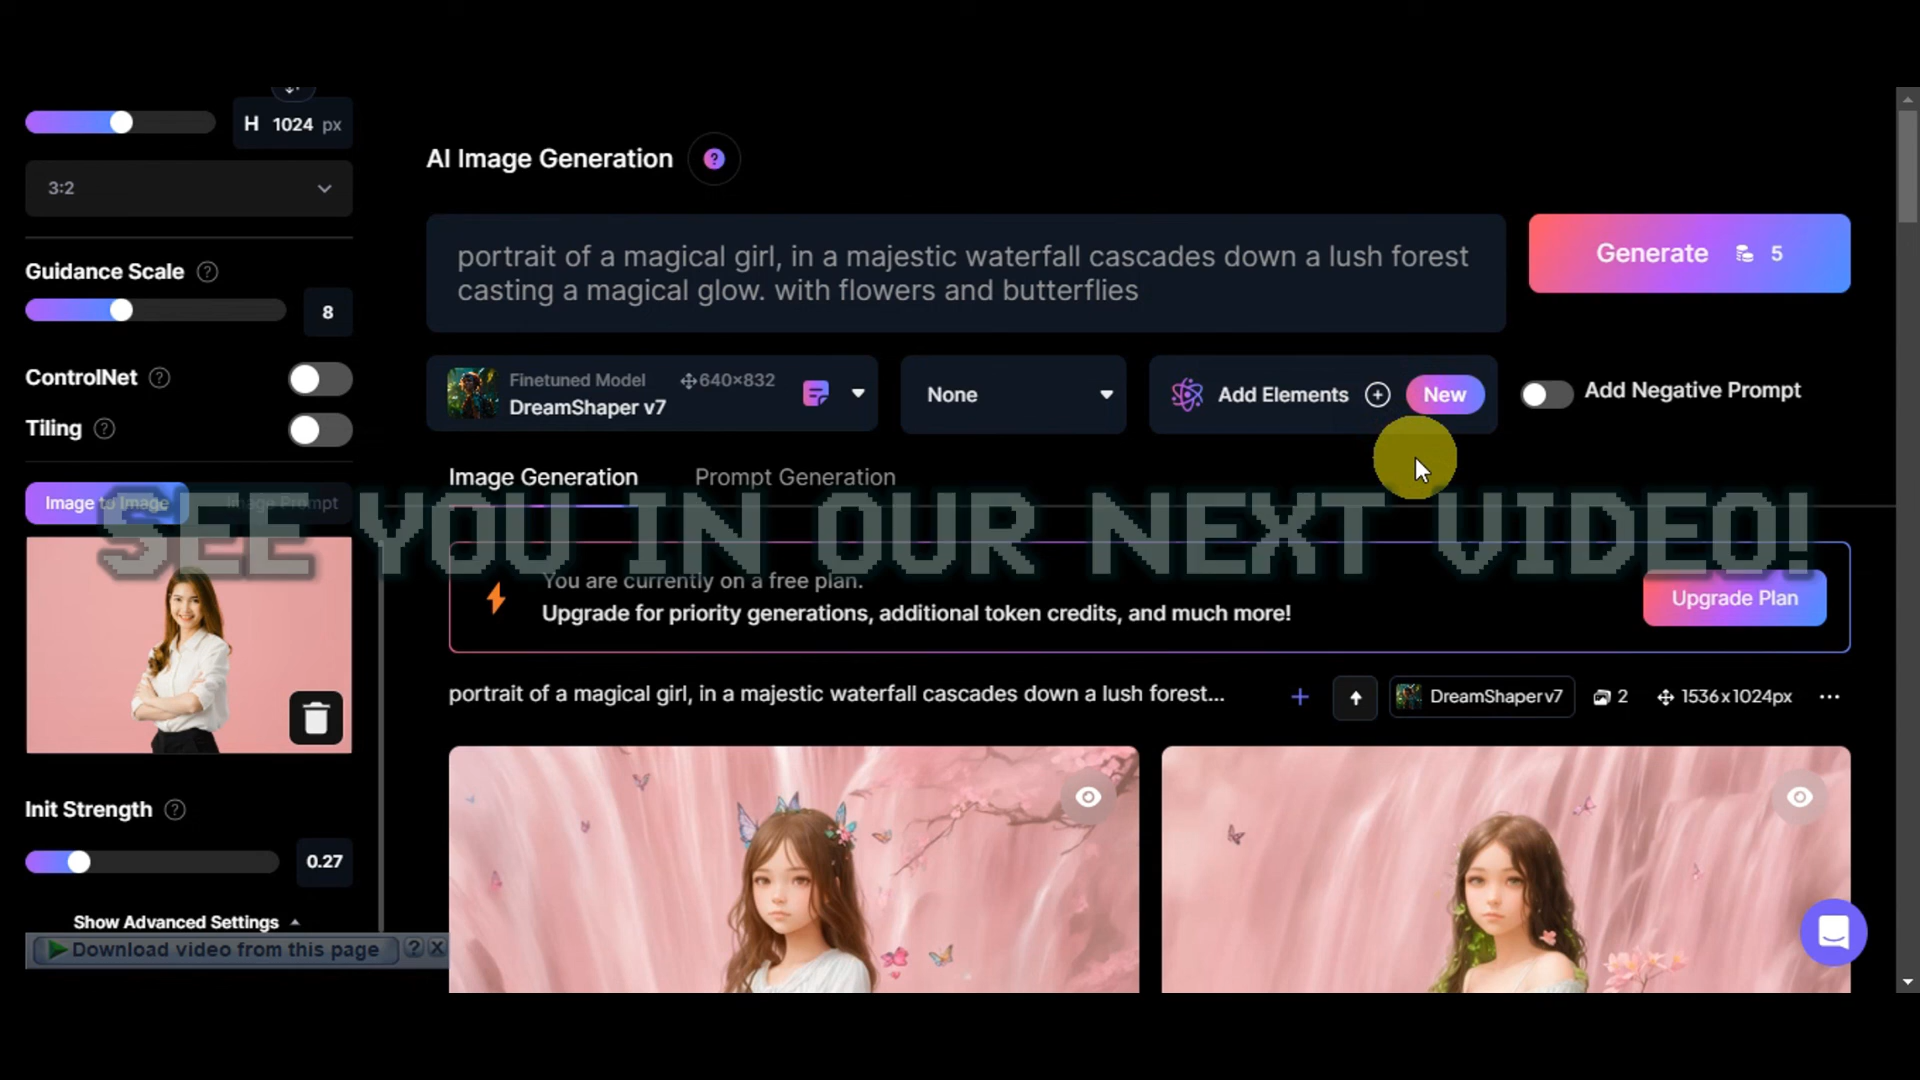 H 1024 px
3:2
Guidance Scale ?
8
ControlNet ?
Tiling ?
Image to Image Image Prompt
Init Strength ?
0.27
Show Advanced Settings
Download video from this page ? X
AI Image Generation ?
portrait of a magical girl, in a majestic waterfall cascades down a lush forest
casting a magical glow. with flowers and butterflies
Generate 5
Finetuned Model 640×832
DreamShaper v7
None
Add Elements New
Add Negative Prompt
Image Generation Prompt Generation
SEE YOU IN OUR NEXT VIDEO!
You are currently on a free plan.
Upgrade for priority generations, additional token credits, and much more!
Upgrade Plan
portrait of a magical girl, in a majestic waterfall cascades down a lush forest...
DreamShaper v7 2 1536x1024px ...